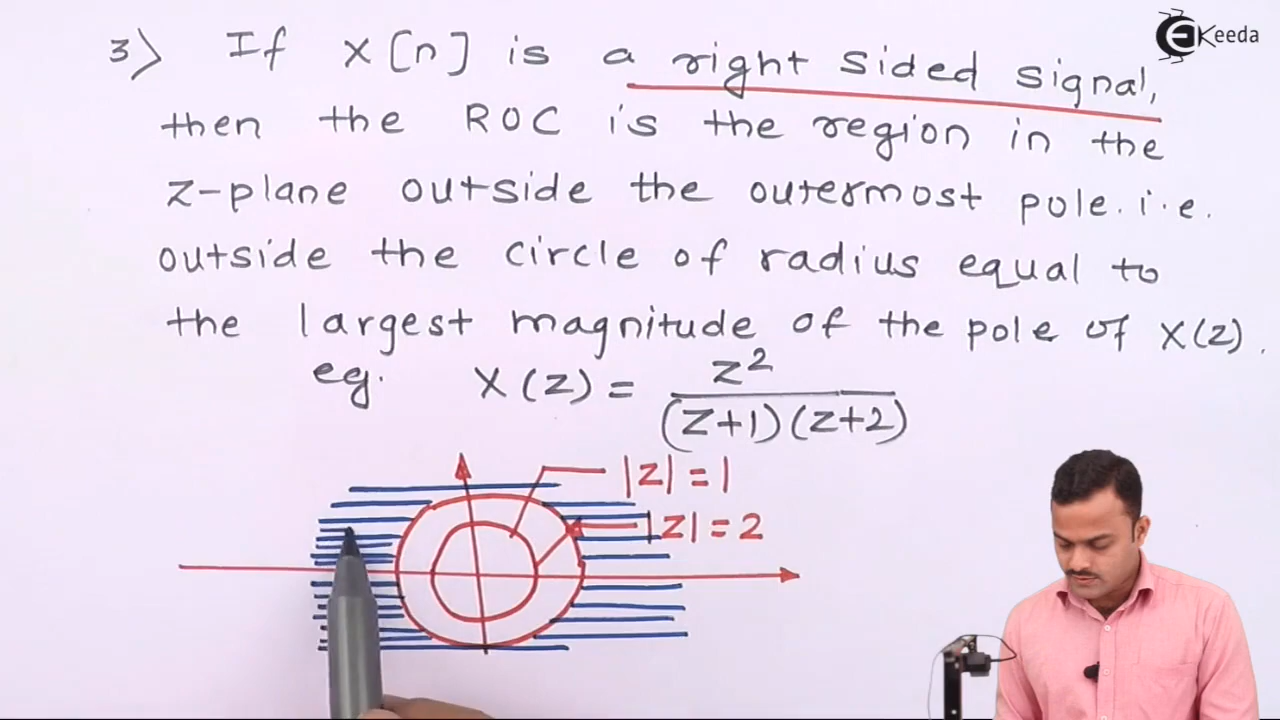 EKeeda
3) If x[n] is a right sided signal,
then the ROC is the region in the
z-plane outside the outermost pole. i.e.
outside the circle of radius equal to
the largest magnitude of the pole of X(z).
eg. X(z) = z²/(z+1)(z+2)
|z| = 1
|z| = 2